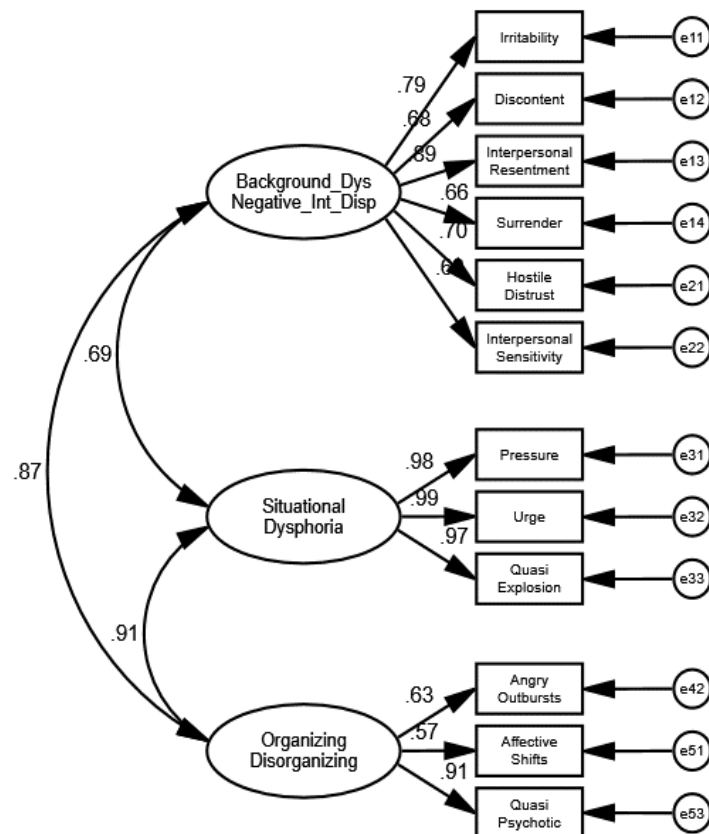 Irritability
e11
.79
Discontent
e12
.68
.89
Interpersonal
Resentment
e13
Background_Dys
Negative_Int_Disp
.66
Surrender
e14
.70
Hostile
Distrust
e21
Interpersonal
Sensitivity
e22
.69
.87
.98
Pressure
e31
Situational
Dysphoria
.99
Urge
e32
.97
Quasi
Explosion
e33
.91
.63
Angry
Outbursts
e42
Organizing
Disorganizing
.57
Affective
Shifts
e51
.91
Quasi
Psychotic
e53